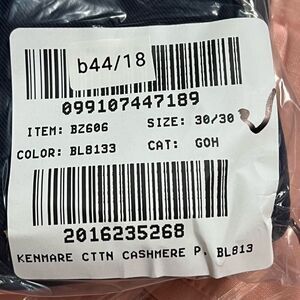 b44/18
099107447189
ITEM: BZ606 SIZE: 30/30
COLOR: BL8133 CAT: GOH
2016235268
KENMARE CTTN CASHMERE P. BL813